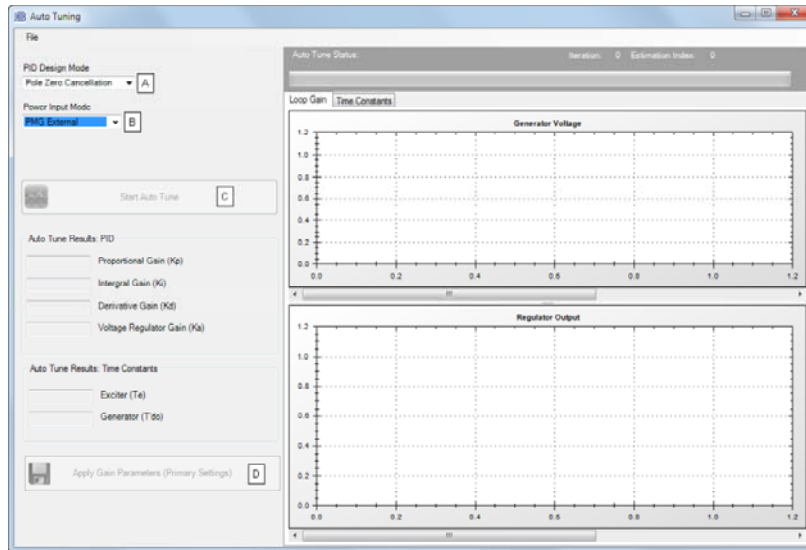 Auto Tuning
File
PID Design Mode
Pole Zero Cancellation
A
Power Input Mode
PMG External
B
Start Auto Tune
C
Auto Tune Results: PID
Proportional Gain (Kp)
Intergral Gain (Ki)
Derivative Gain (Kd)
Voltage Regulator Gain (Ka)
Auto Tune Results: Time Constants
Exciter (Te)
Generator (T'do)
Apply Gain Parameters (Primary Settings)
D
Auto Tune Status:
Iteration: 0 Estimation Index: 0
Loop Gain
Time Constants
Generator Voltage
1.2
1.0
0.8
0.6
0.4
0.2
0.0
0.0 0.2 0.4 0.6 0.8 1.0 1.2
Regulator Output
1.2
1.0
0.8
0.6
0.4
0.2
0.0
0.0 0.2 0.4 0.6 0.8 1.0 1.2